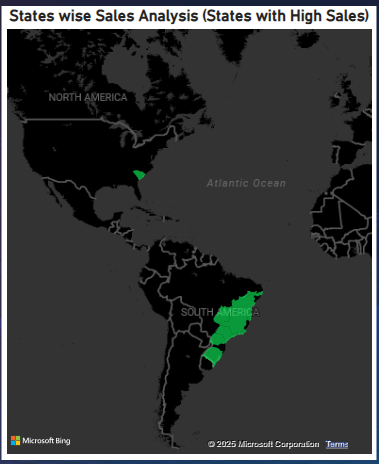 States wise Sales Analysis (States with High Sales)
NORTH AMERICA
Atlantic Ocean
SOUTH AMERICA
Microsoft Bing
© 2025 Microsoft Corporation Terms